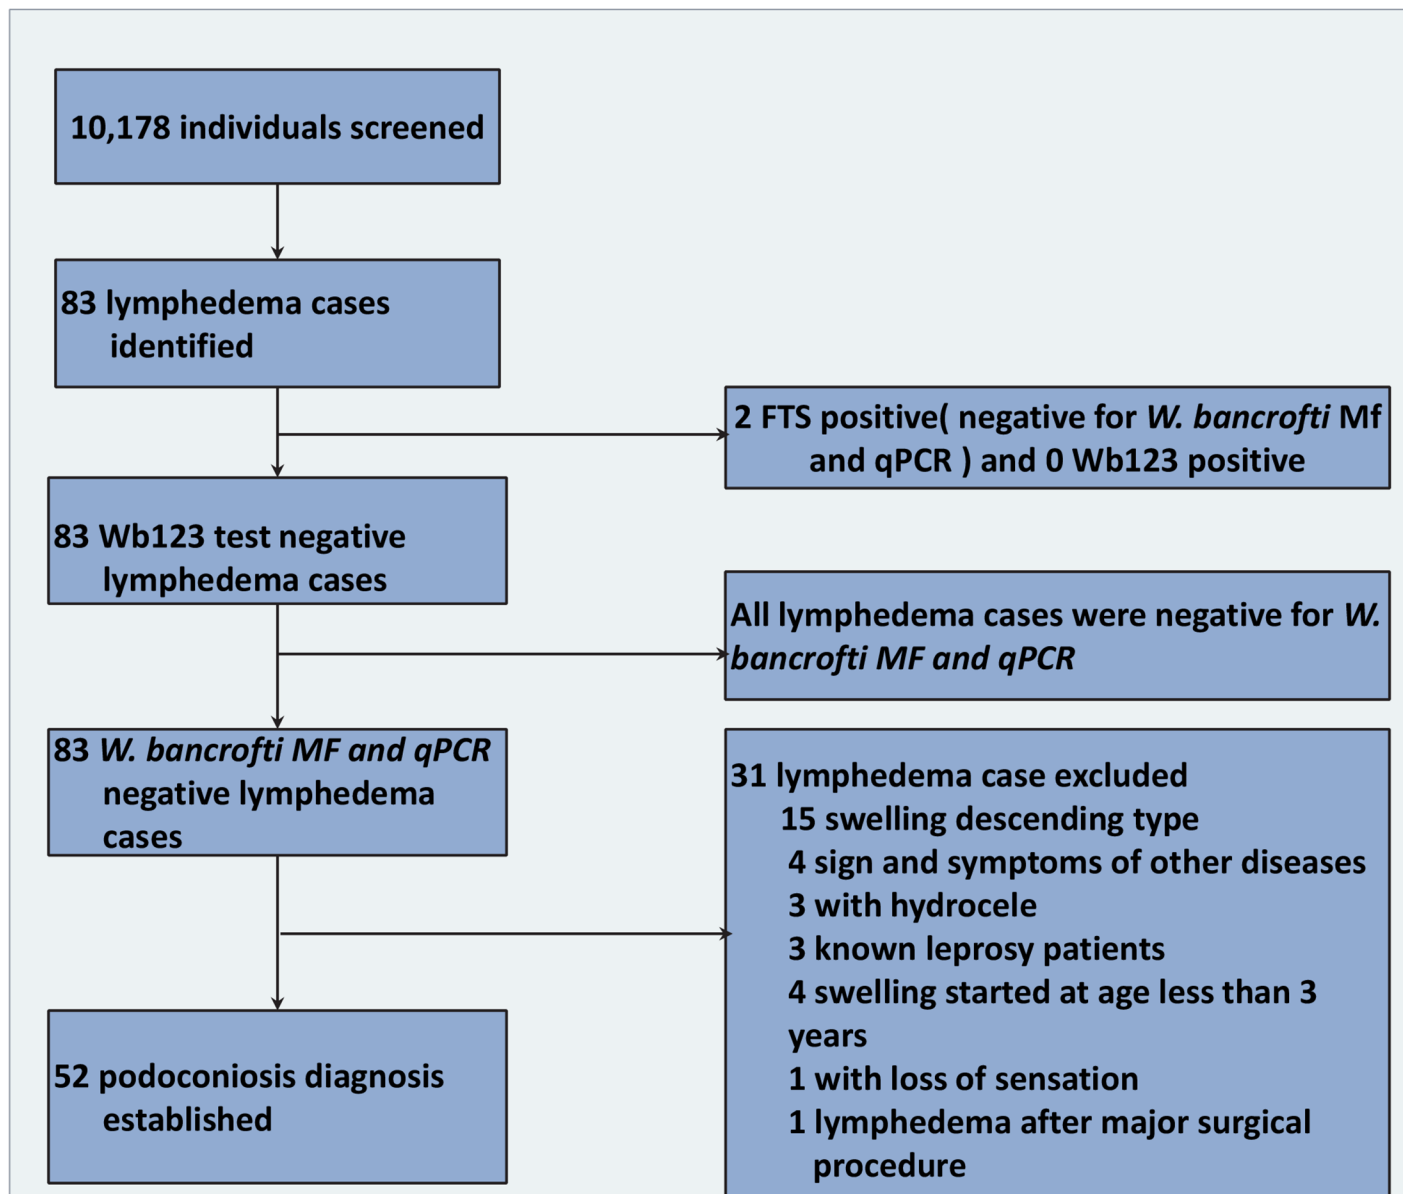 10,178 individuals screened
83 lymphedema cases
identified
2 FTS positive( negative for W. bancrofti Mf
and qPCR ) and 0 Wb123 positive
83 Wb123 test negative
lymphedema cases
All lymphedema cases were negative for W.
bancrofti MF and qPCR
83 W. bancrofti MF and qPCR
negative lymphedema
cases
31 lymphedema case excluded
15 swelling descending type
4 sign and symptoms of other diseases
3 with hydrocele
3 known leprosy patients
4 swelling started at age less than 3
years
1 with loss of sensation
1 lymphedema after major surgical
procedure
52 podoconiosis diagnosis
established